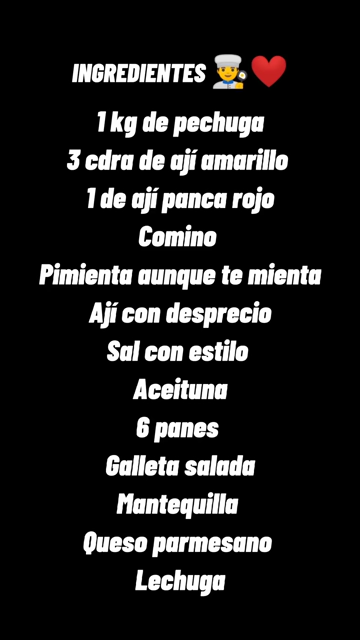 INGREDIENTES 👨‍🍳❤️
1 kg de pechuga
3 cdra de ají amarillo
1 de ají panca rojo
Comino
Pimienta aunque te mienta
Ají con desprecio
Sal con estilo
Aceituna
6 panes
Galleta salada
Mantequilla
Queso parmesano
Lechuga